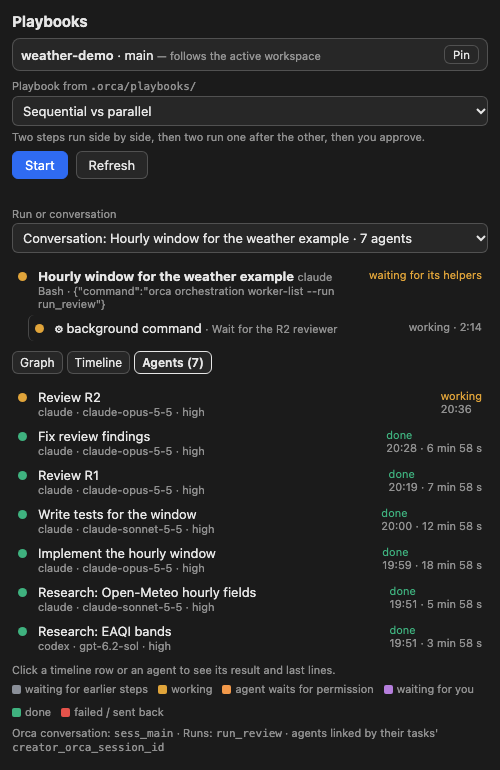 Playbooks
weather-demo · main — follows the active workspace Pin
Playbook from .orca/playbooks/
Sequential vs parallel
Two steps run side by side, then two run one after the other, then you approve.
Start Refresh
Run or conversation
Conversation: Hourly window for the weather example · 7 agents
Hourly window for the weather example claude waiting for its helpers
Bash · {"command":"orca orchestration worker-list --run
run_review"}
⚙ background command · Wait for the R2 reviewer working · 2:14
Graph Timeline Agents (7)
Review R2 working
claude · claude-opus-5-5 · high 20:36
Fix review findings done
claude · claude-opus-5-5 · high 20:28 · 6 min 58 s
Review R1 done
claude · claude-opus-5-5 · high 20:19 · 7 min 58 s
Write tests for the window done
claude · claude-sonnet-5-5 · high 20:00 · 12 min 58 s
Implement the hourly window done
claude · claude-opus-5-5 · high 19:59 · 18 min 58 s
Research: Open-Meteo hourly fields done
claude · claude-sonnet-5-5 · high 19:51 · 5 min 58 s
Research: EAQI bands done
codex · gpt-6.2-sol · high 19:51 · 3 min 58 s
Click a timeline row or an agent to see its result and last lines.
waiting for earlier steps working agent waits for permission waiting for you
done failed / sent back
Orca conversation: sess_main · Runs: run_review · agents linked by their tasks'
creator_orca_session_id